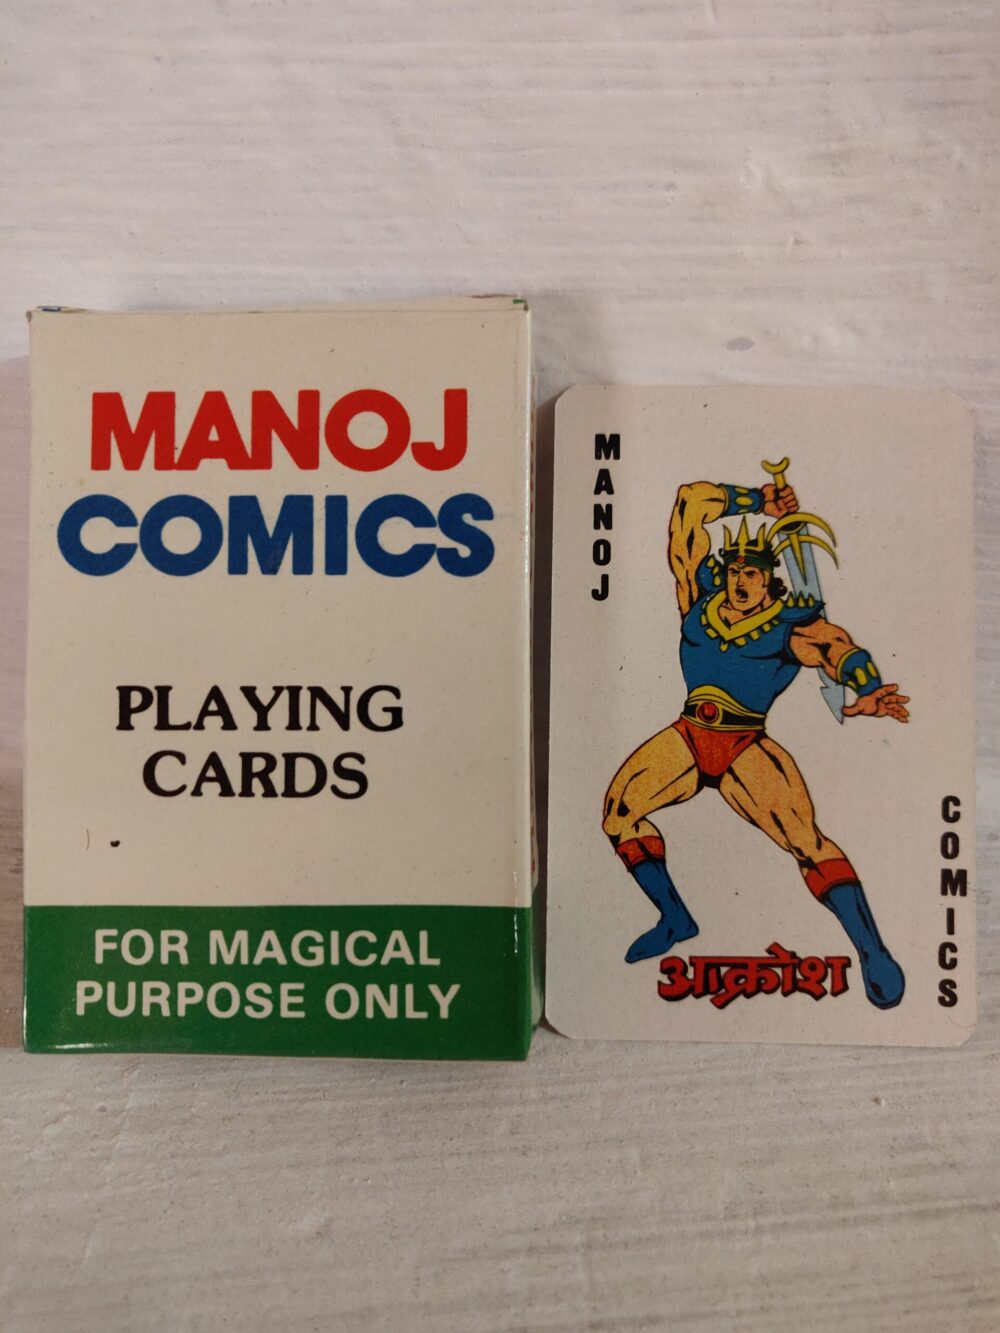 MANOJ
COMICS
PLAYING
CARDS
FOR MAGICAL
PURPOSE ONLY
MANOJ
आक्रोश
COMICS